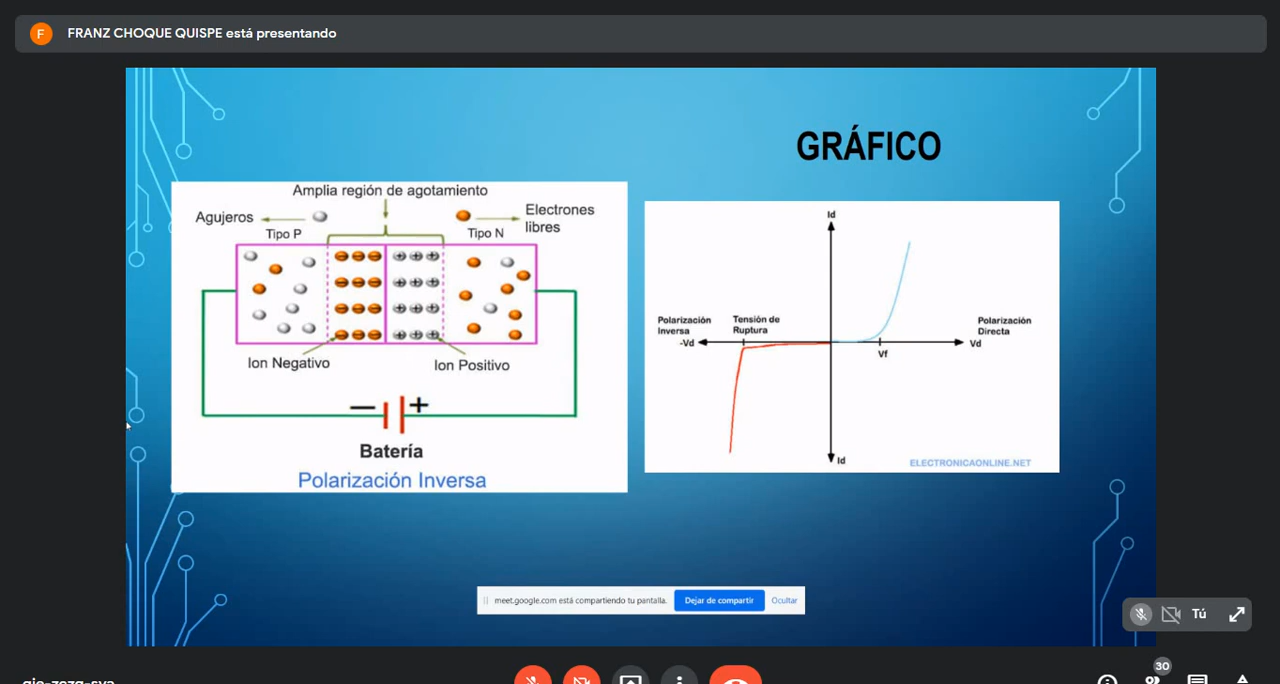 F
FRANZ CHOQUE QUISPE está presentando
GRÁFICO
Amplia región de agotamiento
Agujeros
Electrones
libres
Tipo P
Tipo N
Ion Negativo
Ion Positivo
Batería
Polarización Inversa
Id
Polarización
Inversa
-Vd
Tensión de
Ruptura
Vf
Polarización
Directa
Vd
Id
ELECTRONICAONLINE.NET
meet.google.com está compartiendo tu pantalla.
Dejar de compartir
Ocultar
Tú
30